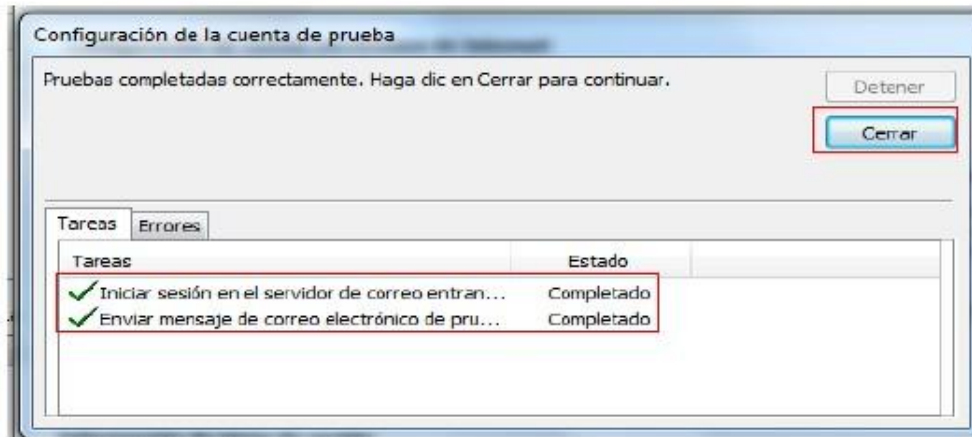 Configuración de la cuenta de prueba
Pruebas completadas correctamente. Haga clic en Cerrar para continuar.
Detener
Cerrar
Tareas Errores
Tareas Estado
Iniciar sesión en el servidor de correo entran... Completado
Enviar mensaje de correo electrónico de pru... Completado